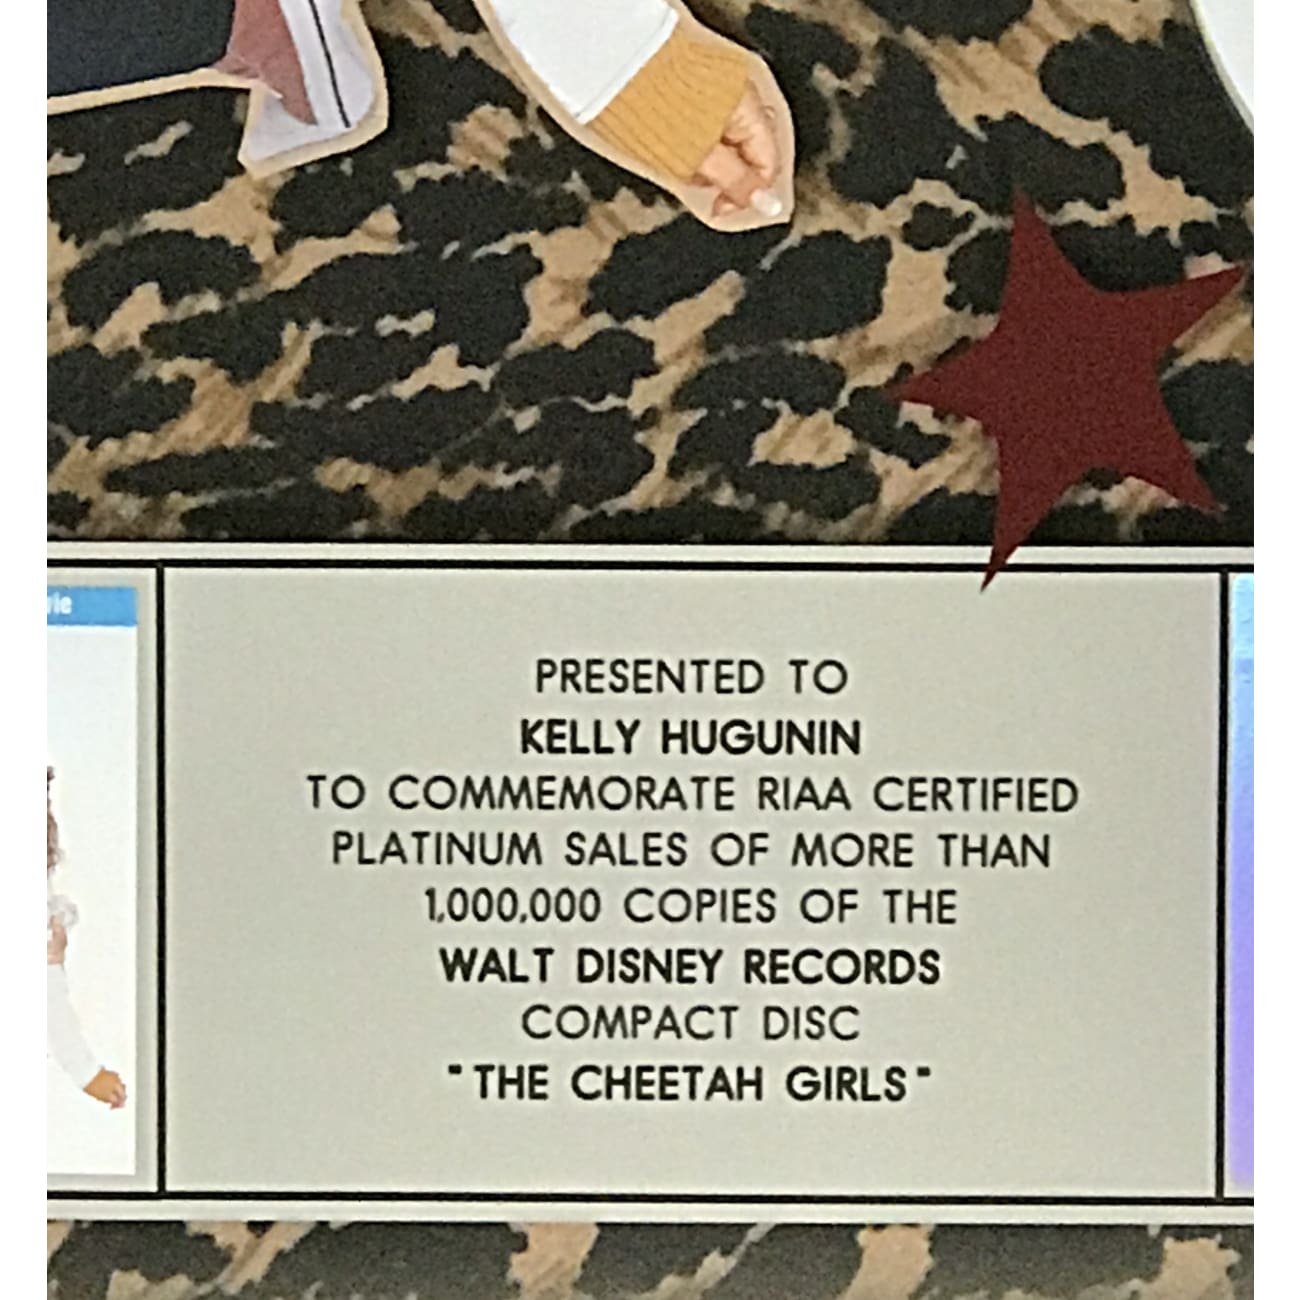 PRESENTED TO
KELLY HUGUNIN
TO COMMEMORATE RIAA CERTIFIED
PLATINUM SALES OF MORE THAN
1,000,000 COPIES OF THE
WALT DISNEY RECORDS
COMPACT DISC
"THE CHEETAH GIRLS"